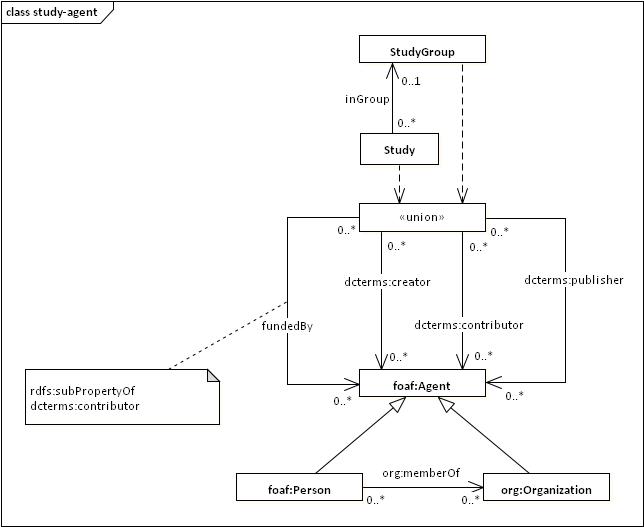 class study-agent
StudyGroup
0..1
inGroup
0..*
Study
«union»
0..*
0..*
0..*
0..*
dcterms:creator
dcterms:publisher
fundedBy
dcterms:contributor
0..*
0..*
foaf:Agent
0..*
0..*
rdfs:subPropertyOf
dcterms:contributor
org:memberOf
foaf:Person
org:Organization
0..*
0..*